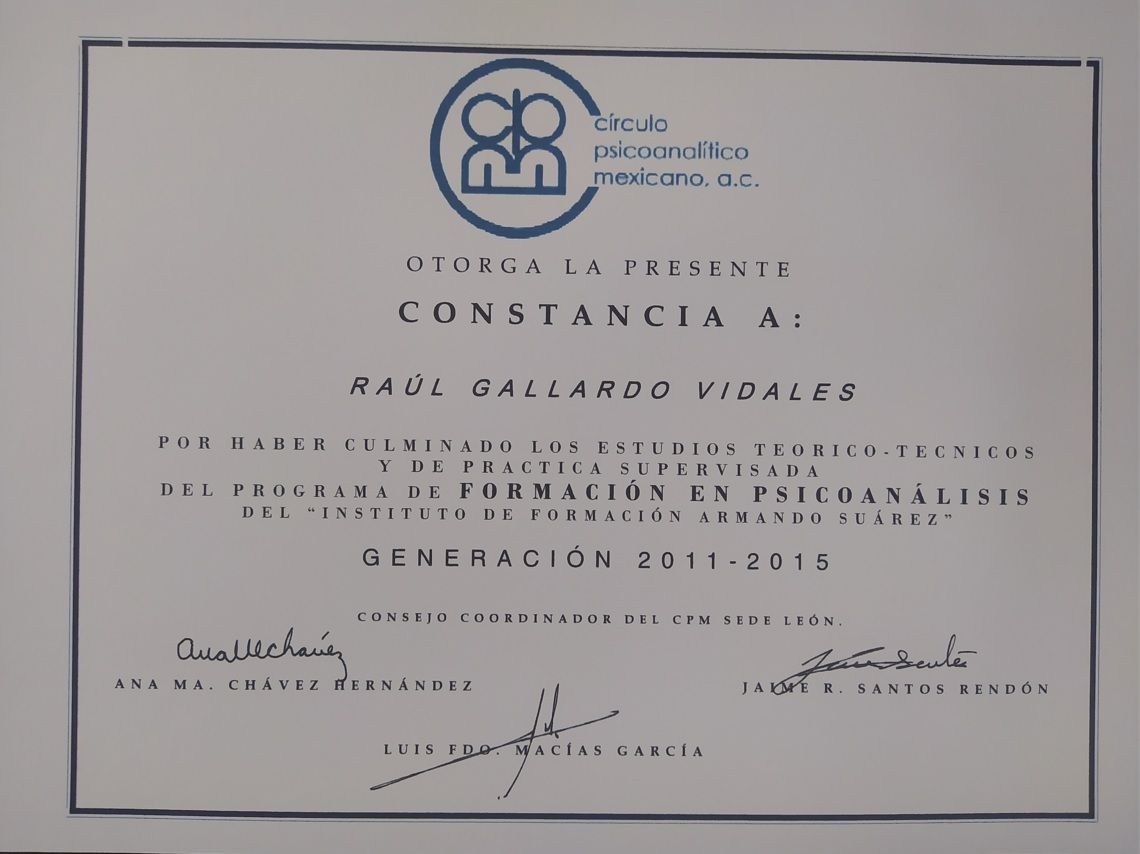 círculo
psicoanalítico
mexicano, a.c.
OTORGA LA PRESENTE
CONSTANCIA A:
RAÚL GALLARDO VIDALES
POR HABER CULMINADO LOS ESTUDIOS TEORICO-TECNICOS
Y DE PRACTICA SUPERVISADA
DEL PROGRAMA DE FORMACIÓN EN PSICOANÁLISIS
DEL “INSTITUTO DE FORMACIÓN ARMANDO SUÁREZ”
GENERACIÓN 2011-2015
CONSEJO COORDINADOR DEL CPM SEDE LEÓN.
ANA MA. CHÁVEZ HERNÁNDEZ
JAIME R. SANTOS RENDÓN
LUIS FDO. MACÍAS GARCÍA